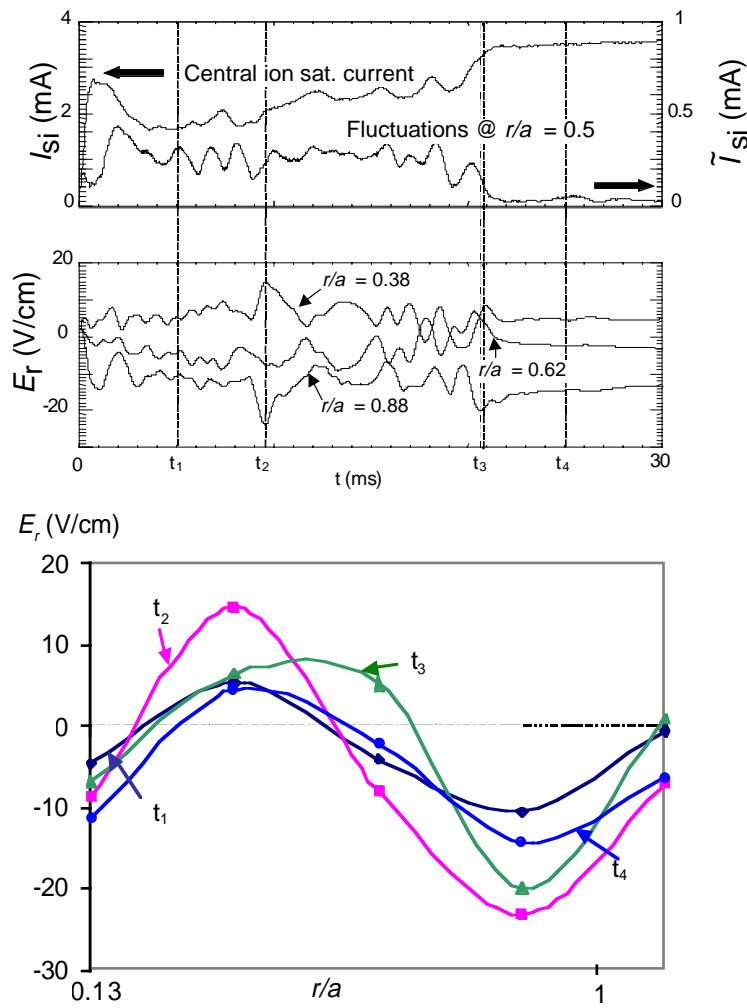 4
2
0
I_si (mA)
Central ion sat. current
Fluctuations @ r/a = 0.5
1
0.5
0
Ĩ_si (mA)
20
0
-20
E_r (V/cm)
r/a = 0.38
r/a = 0.62
r/a = 0.88
0 t1 t2 t3 t4 30
t (ms)
E_r (V/cm)
20
10
0
-10
-20
-30
t2
t3
t1
t4
0.13 r/a 1